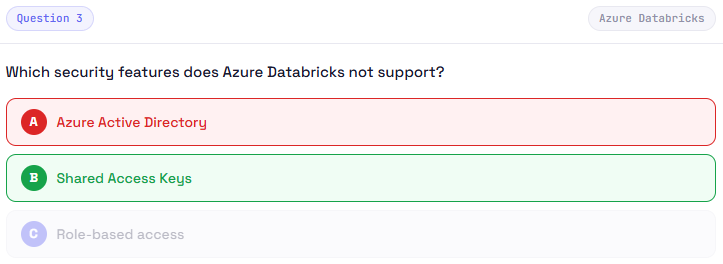 Question 3
Azure Databricks
Which security features does Azure Databricks not support?
A Azure Active Directory
B Shared Access Keys
C Role-based access